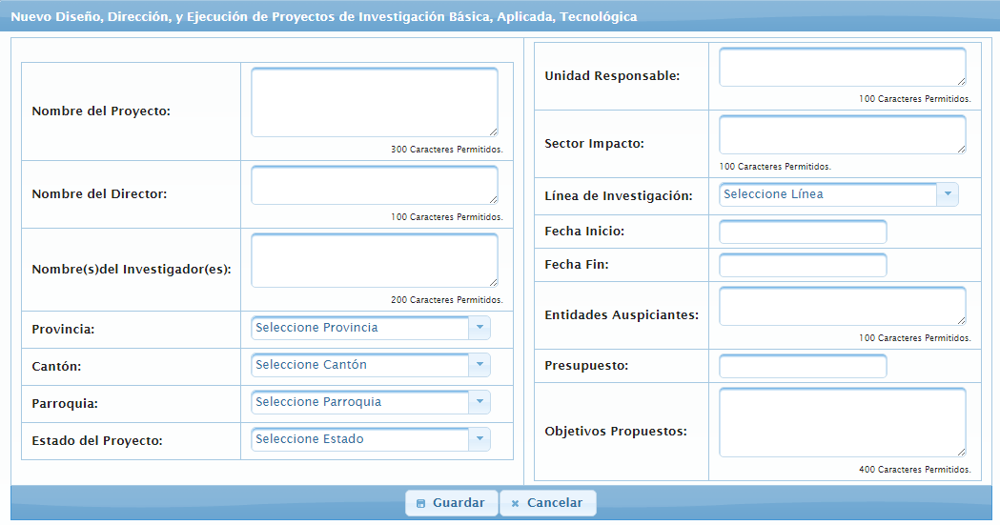 Nuevo Diseño, Dirección, y Ejecución de Proyectos de Investigación Básica, Aplicada, Tecnológica
Nombre del Proyecto:
300 Caracteres Permitidos.
Nombre del Director:
100 Caracteres Permitidos.
Nombre(s)del Investigador(es):
200 Caracteres Permitidos.
Provincia:
Seleccione Provincia
Cantón:
Seleccione Cantón
Parroquia:
Seleccione Parroquia
Estado del Proyecto:
Seleccione Estado
Unidad Responsable:
100 Caracteres Permitidos.
Sector Impacto:
100 Caracteres Permitidos.
Línea de Investigación:
Seleccione Línea
Fecha Inicio:
Fecha Fin:
Entidades Auspiciantes:
100 Caracteres Permitidos.
Presupuesto:
Objetivos Propuestos:
400 Caracteres Permitidos.
Guardar
Cancelar